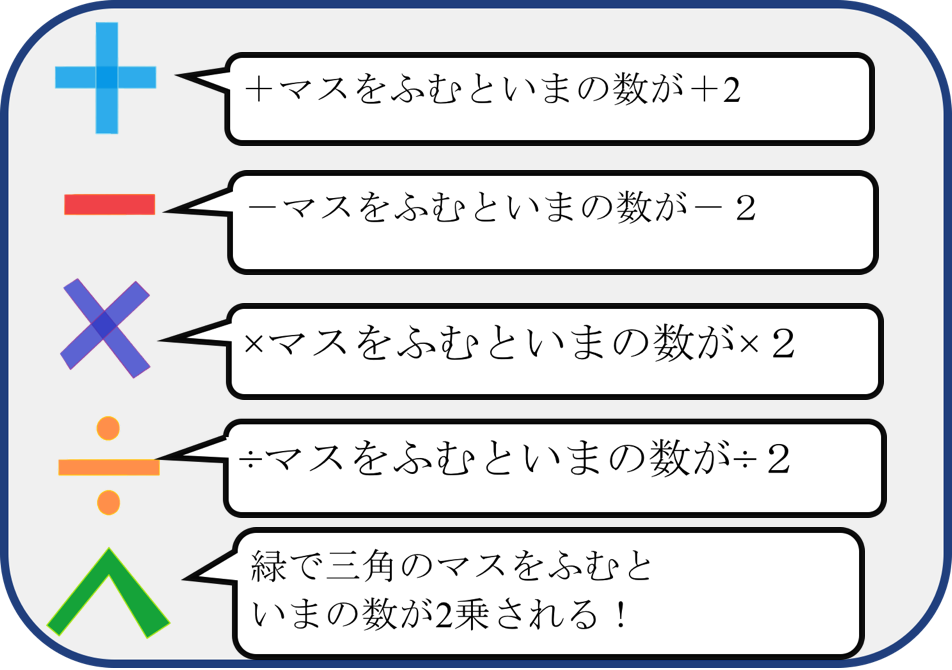 ＋マスをふむといまの数が＋2
－マスをふむといまの数が－２
×マスをふむといまの数が×２
÷マスをふむといまの数が÷２
緑で三角のマスをふむと
いまの数が2乗される！